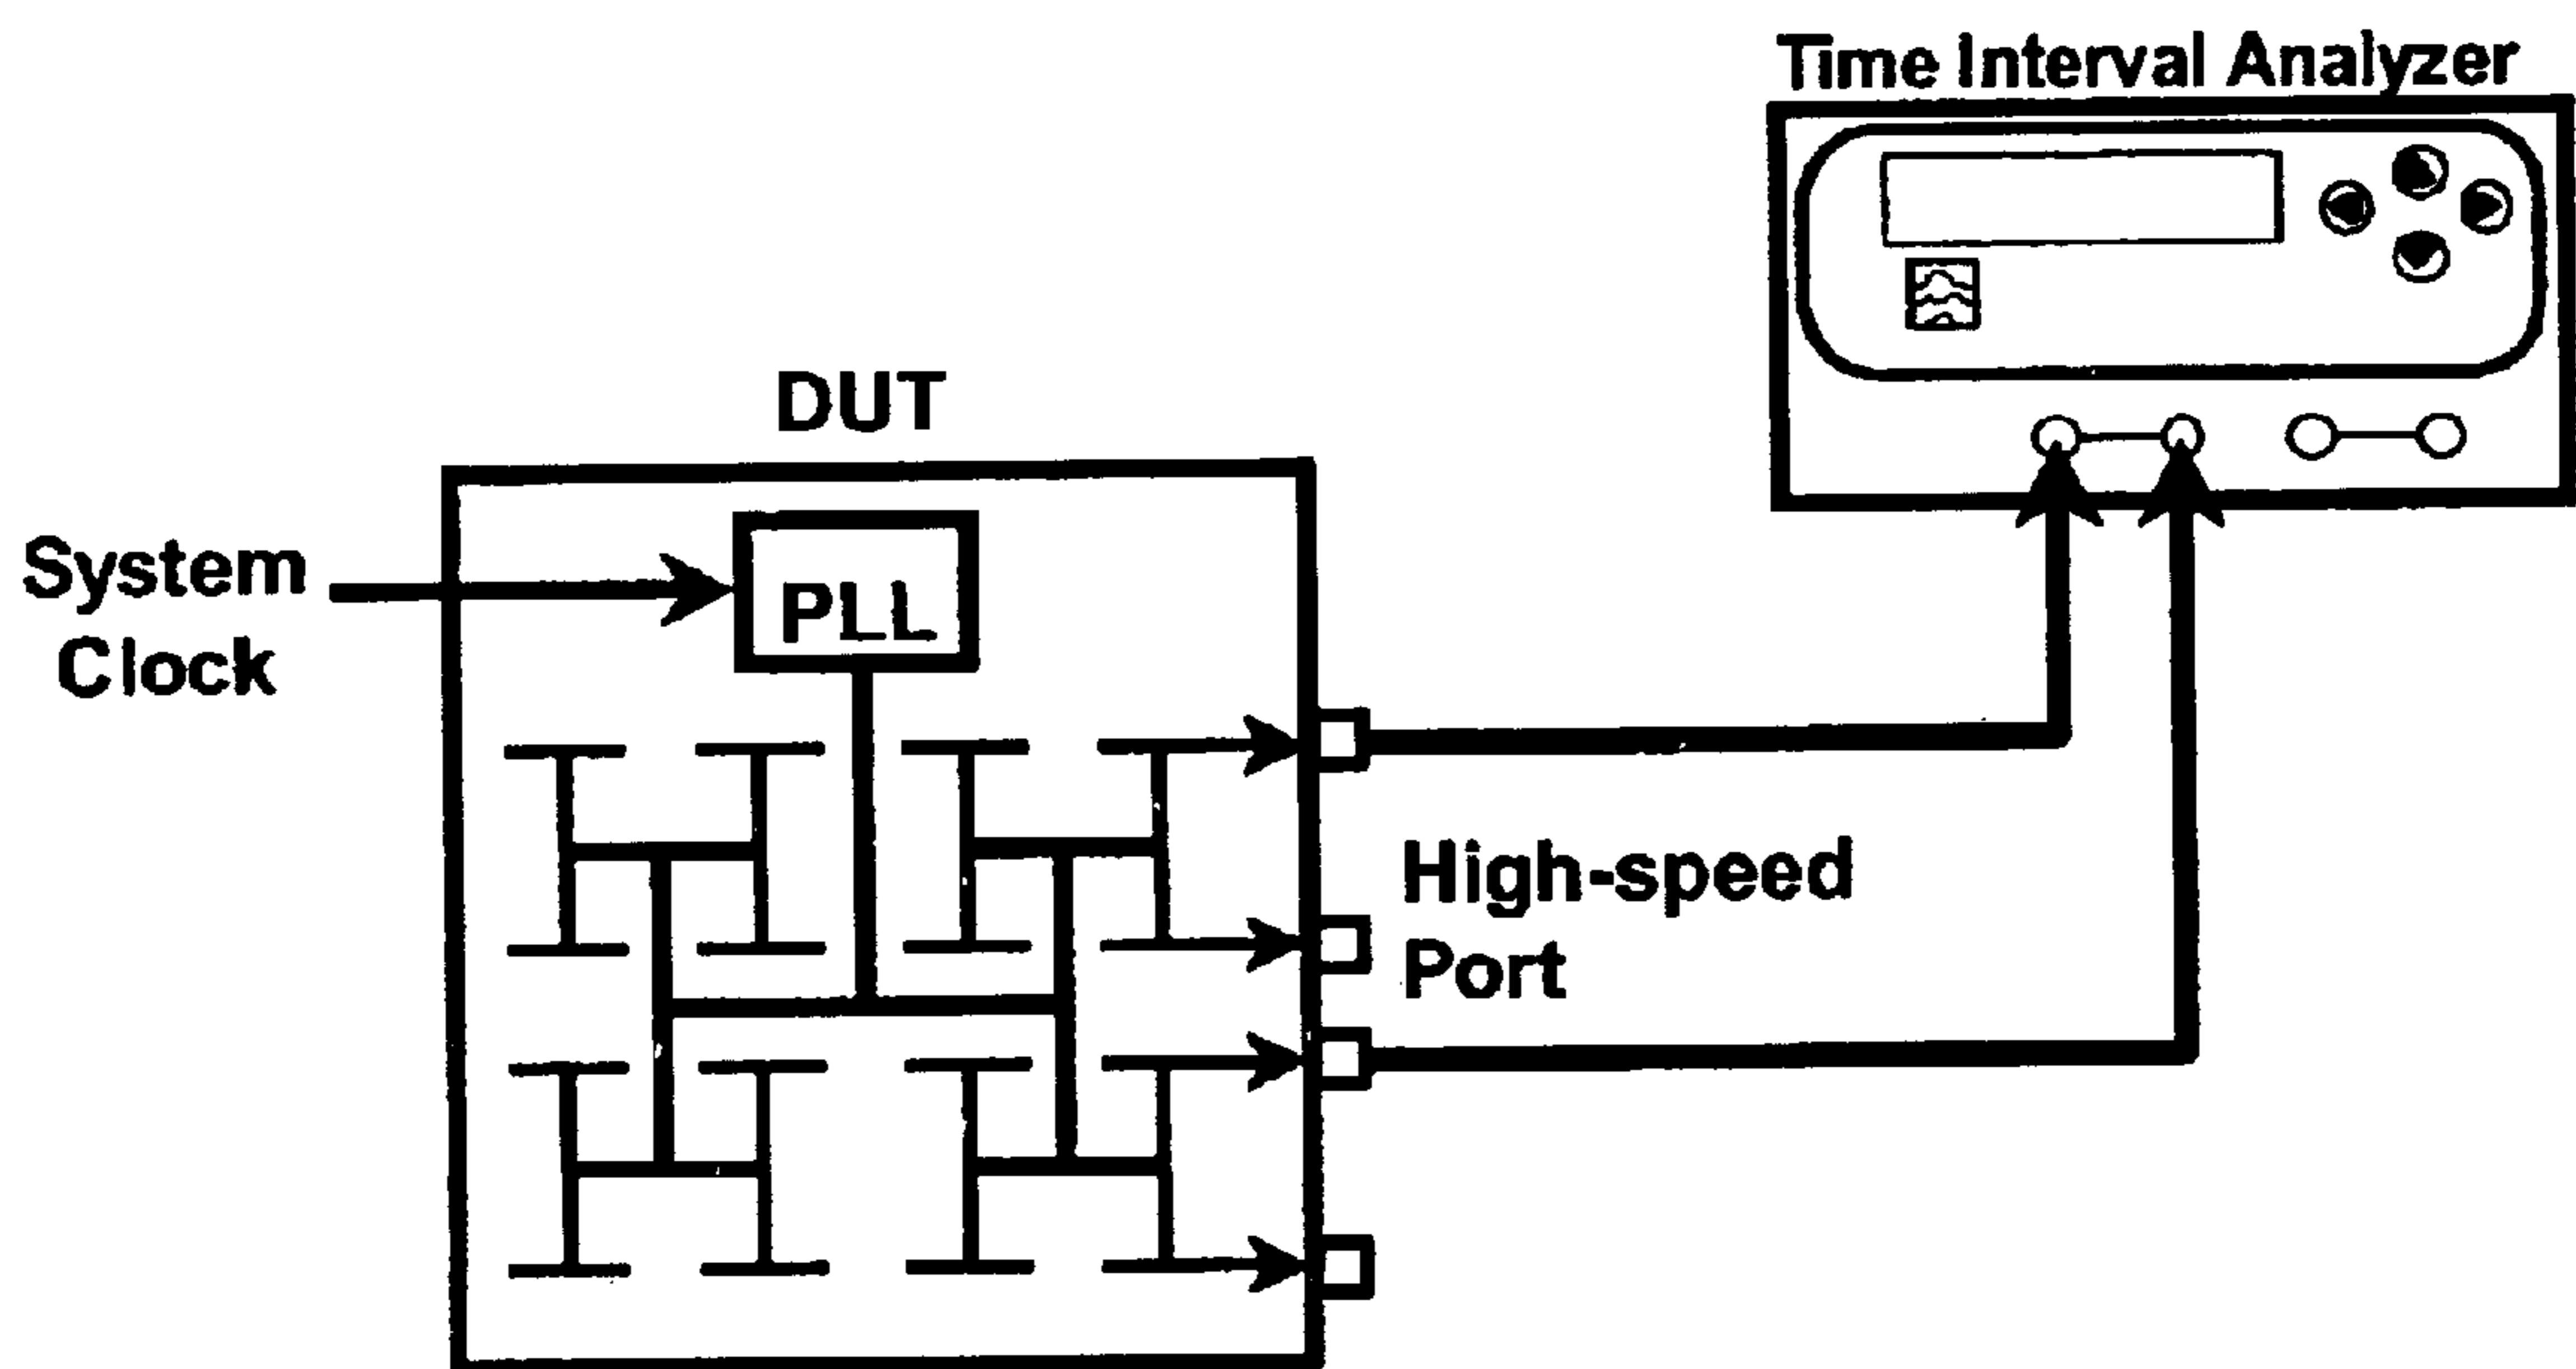 Time Interval Analyzer
DUT
System
Clock
PLL
High-speed
Port